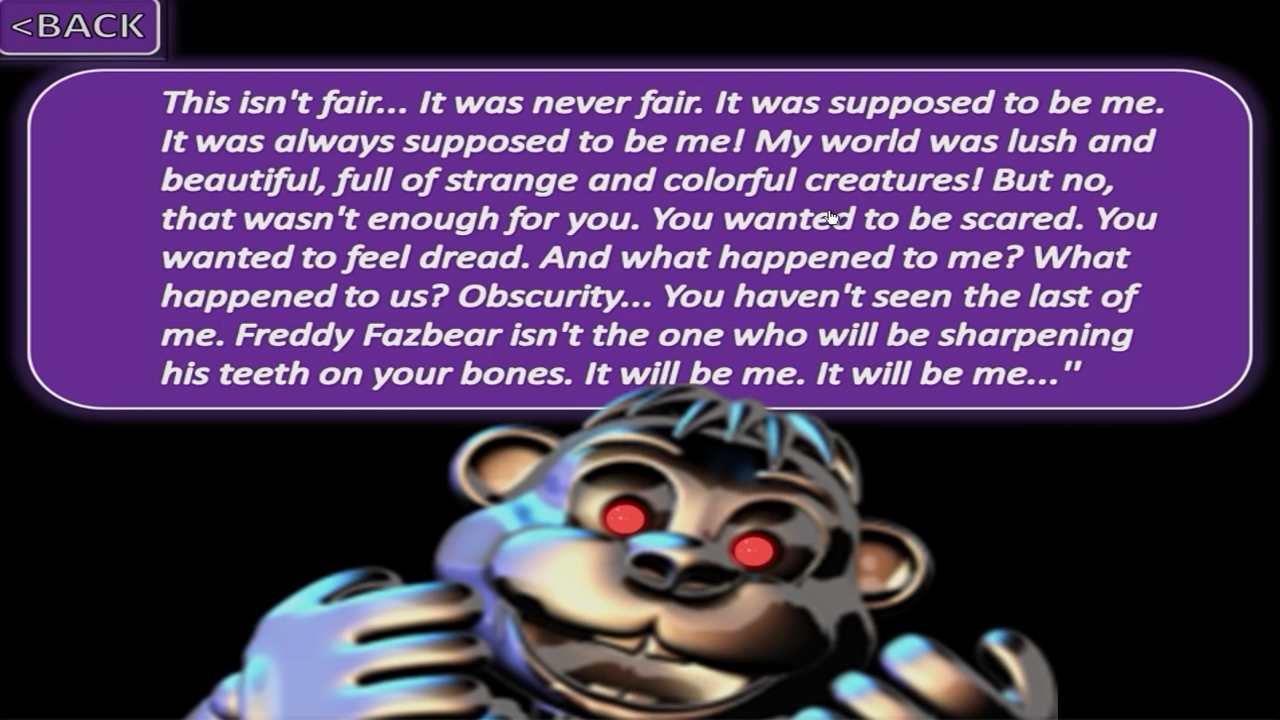 <BACK
This isn't fair... It was never fair. It was supposed to be me.
It was always supposed to be me! My world was lush and
beautiful, full of strange and colorful creatures! But no,
that wasn't enough for you. You wanted to be scared. You
wanted to feel dread. And what happened to me? What
happened to us? Obscurity... You haven't seen the last of
me. Freddy Fazbear isn't the one who will be sharpening
his teeth on your bones. It will be me. It will be me..."